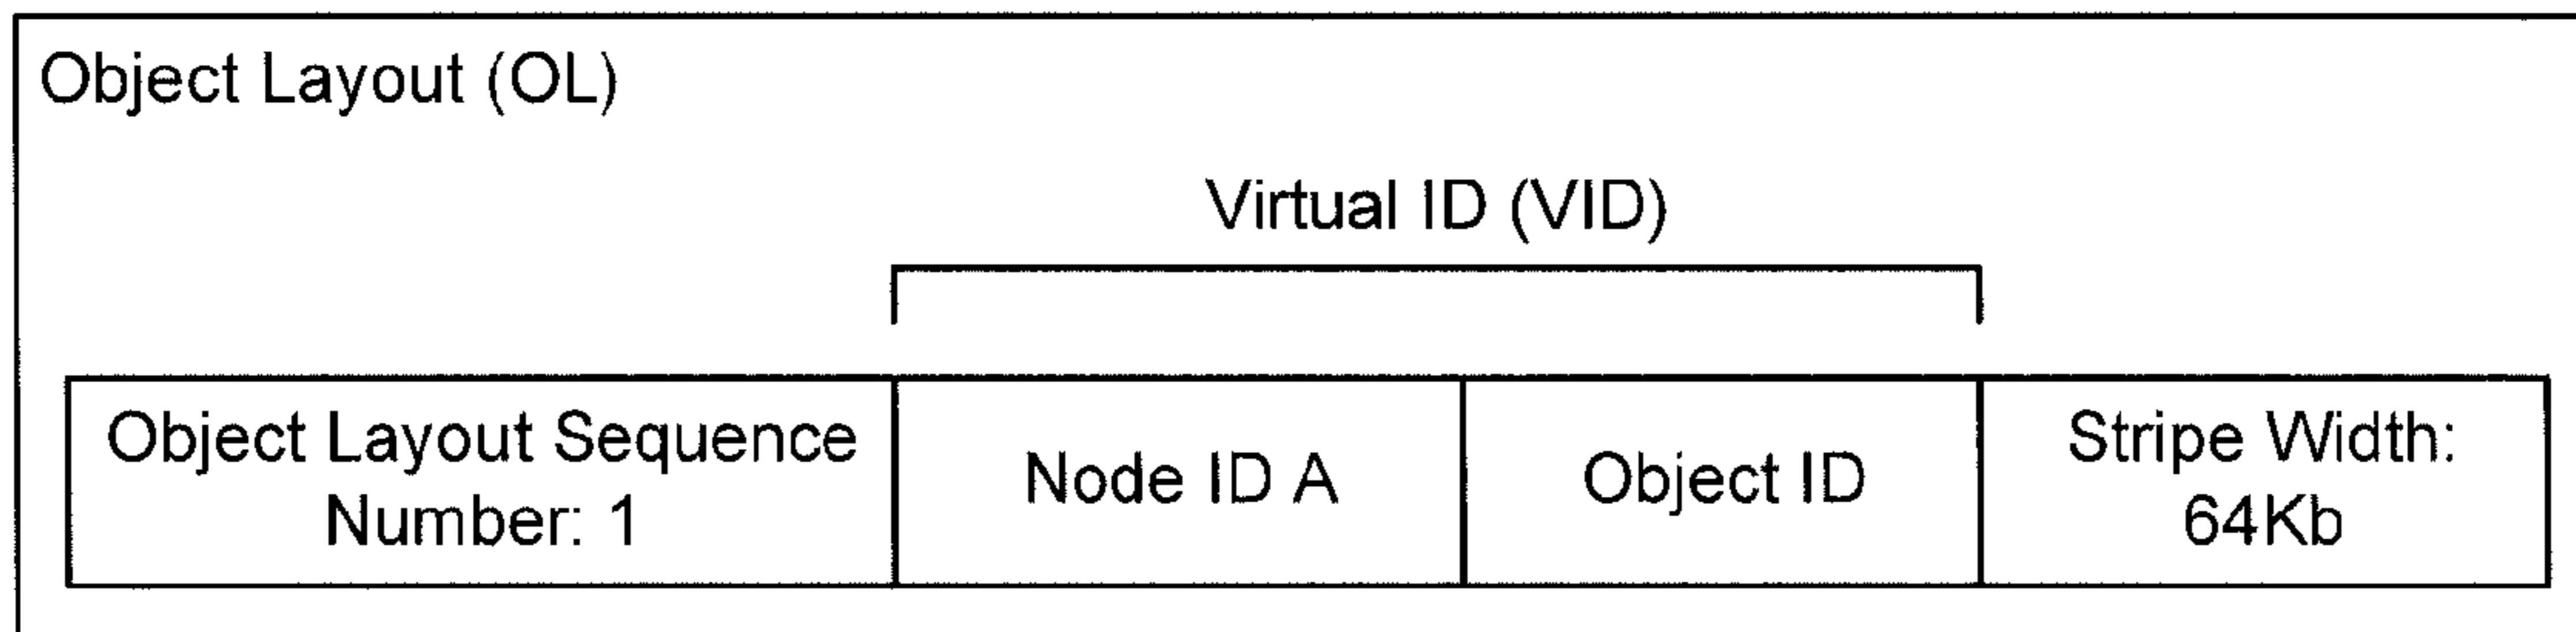 Object Layout (OL)
Virtual ID (VID)
Object Layout Sequence
Number: 1
Node ID A
Object ID
Stripe Width:
64Kb